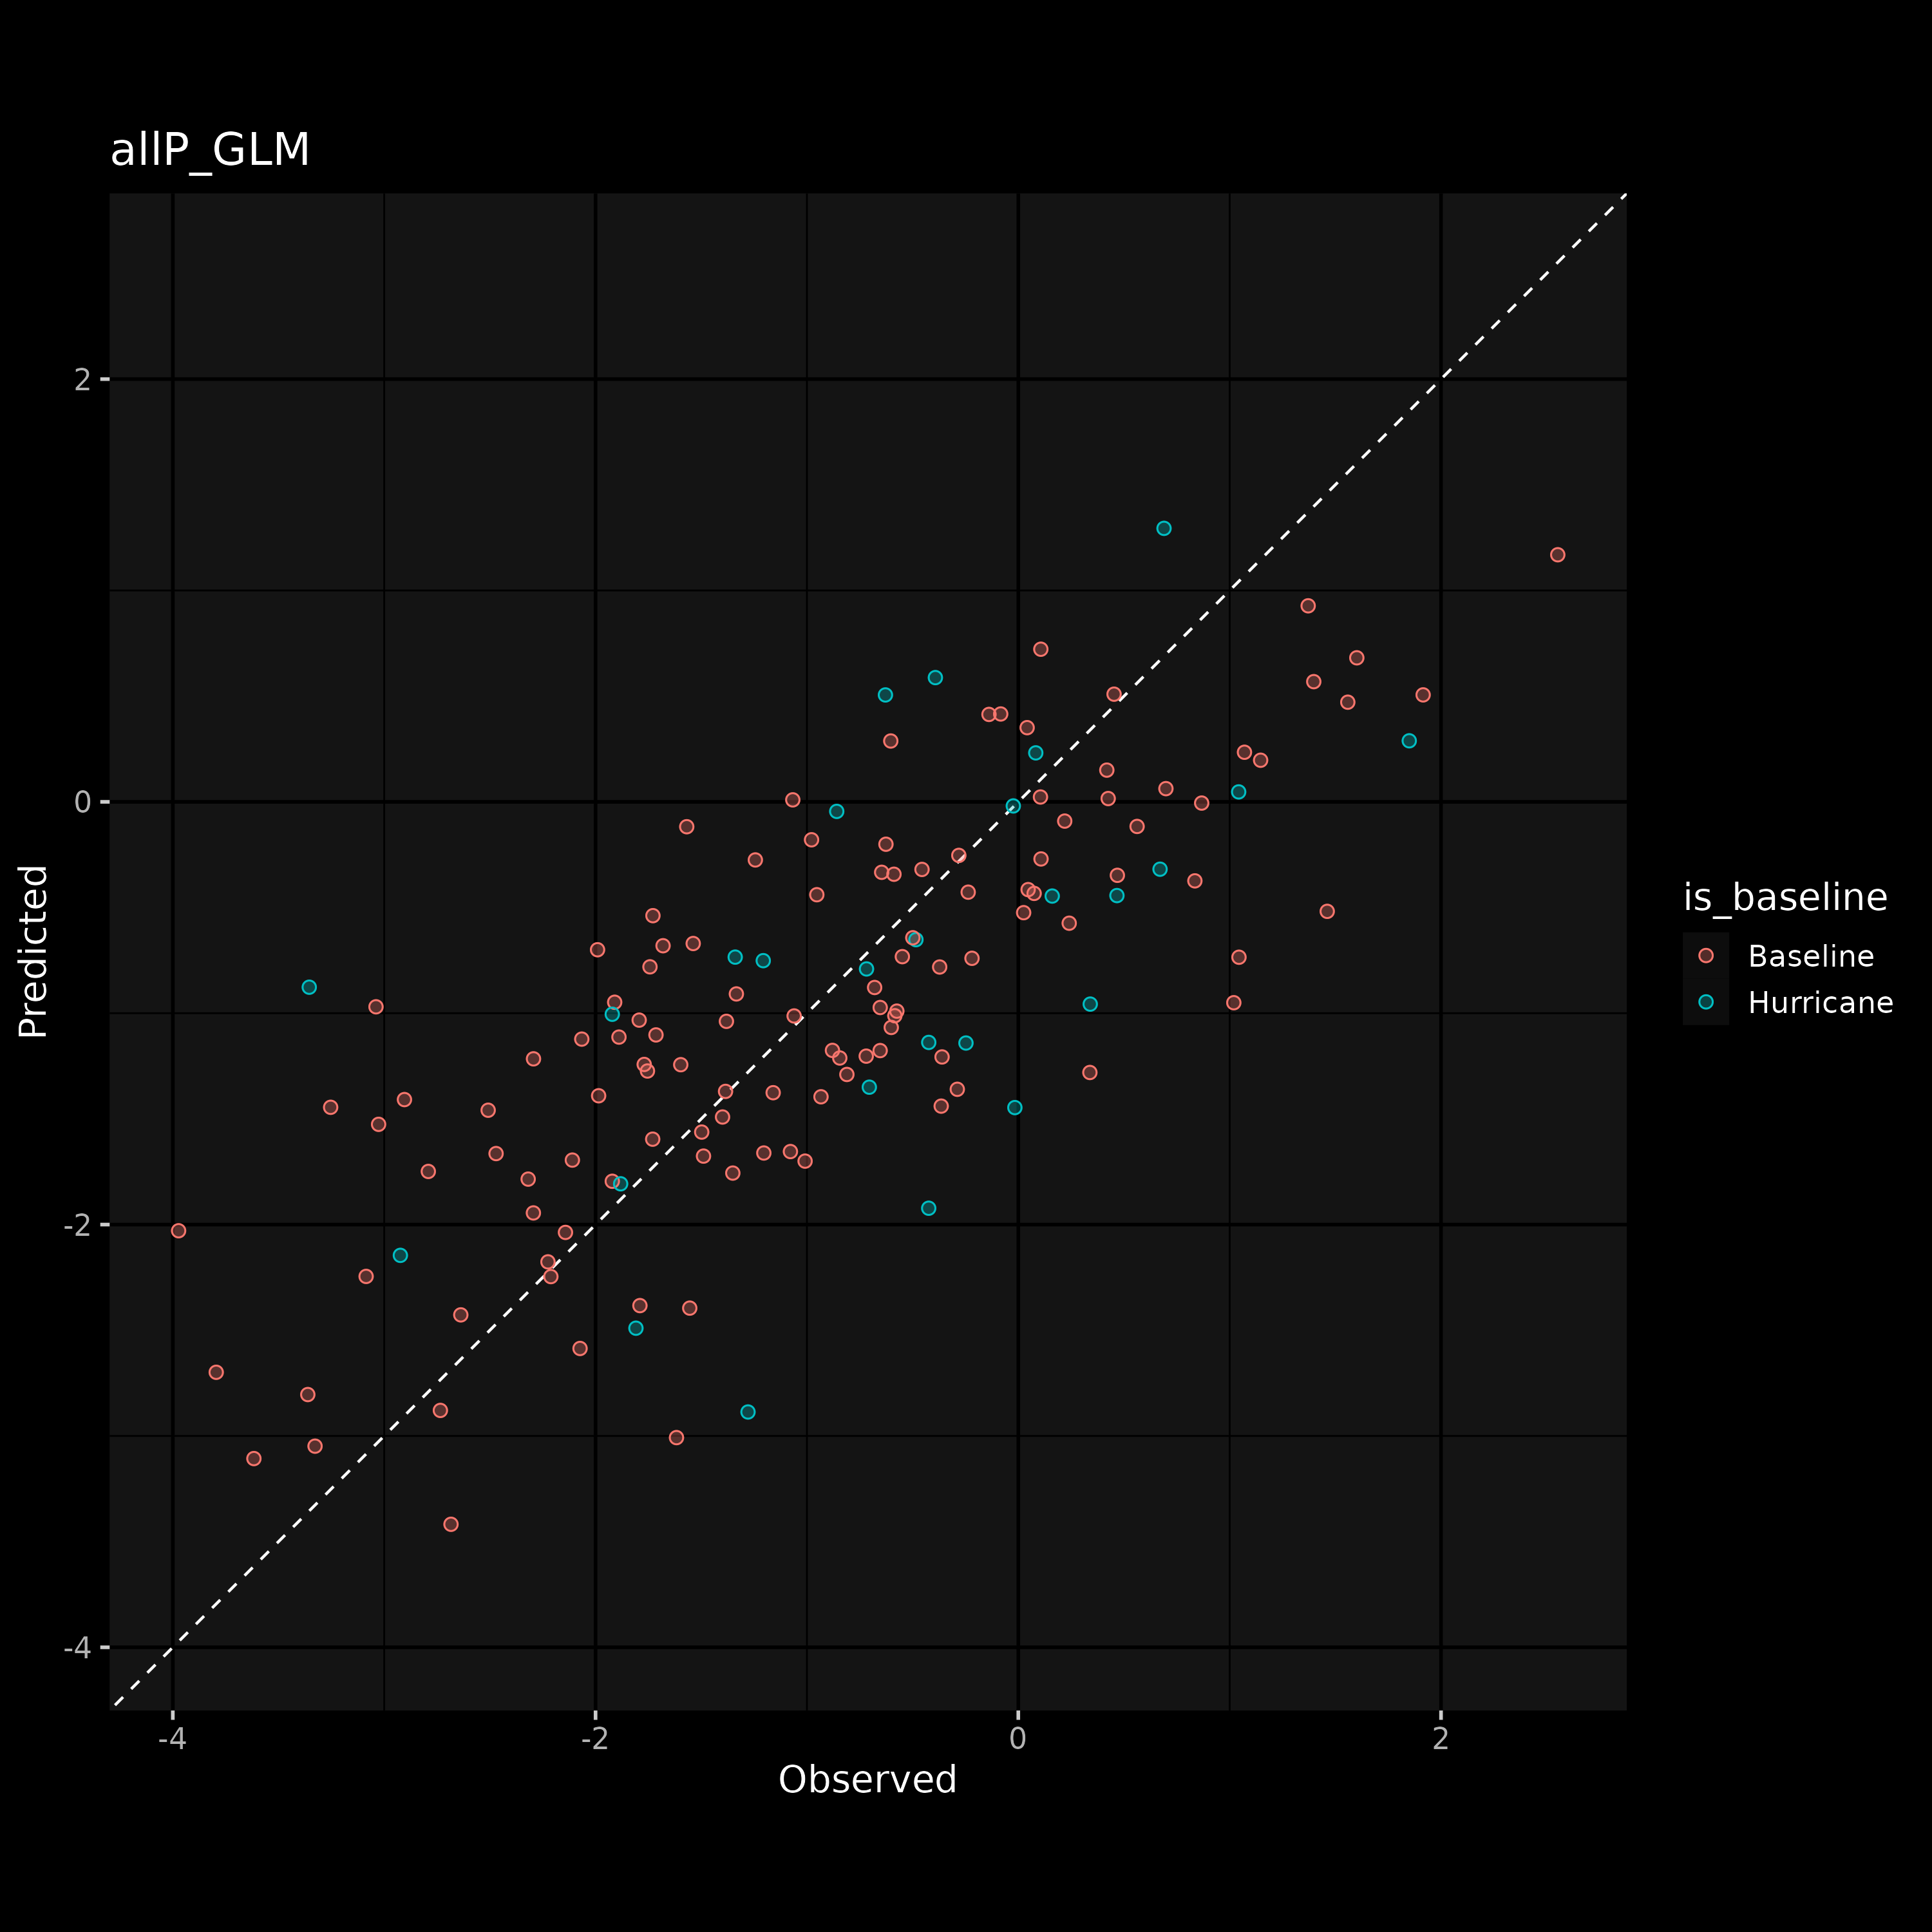 allP_GLM
2
0
-2
-4
Predicted
-4
-2
0
2
Observed
is_baseline
Baseline
Hurricane